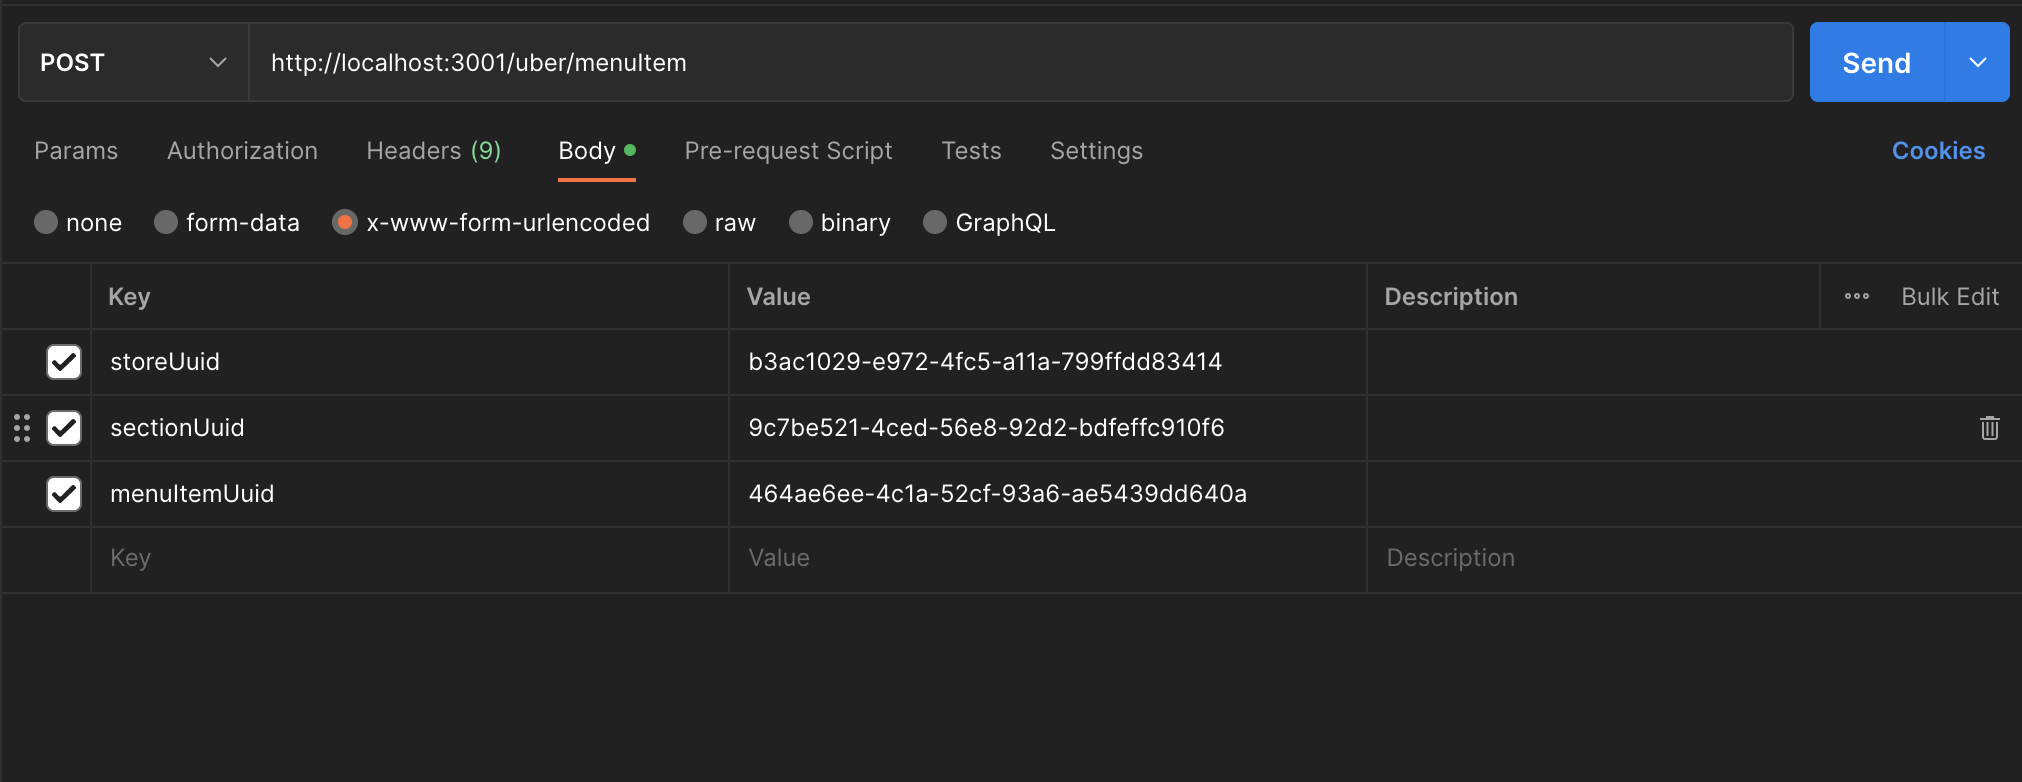 POST http://localhost:3001/uber/menuItem Send
Params Authorization Headers (9) Body Pre-request Script Tests Settings Cookies
none form-data x-www-form-urlencoded raw binary GraphQL
Key Value Description Bulk Edit
storeUuid b3ac1029-e972-4fc5-a11a-799ffdd83414
sectionUuid 9c7be521-4ced-56e8-92d2-bdfeffc910f6
menuItemUuid 464ae6ee-4c1a-52cf-93a6-ae5439dd640a
Key Value Description